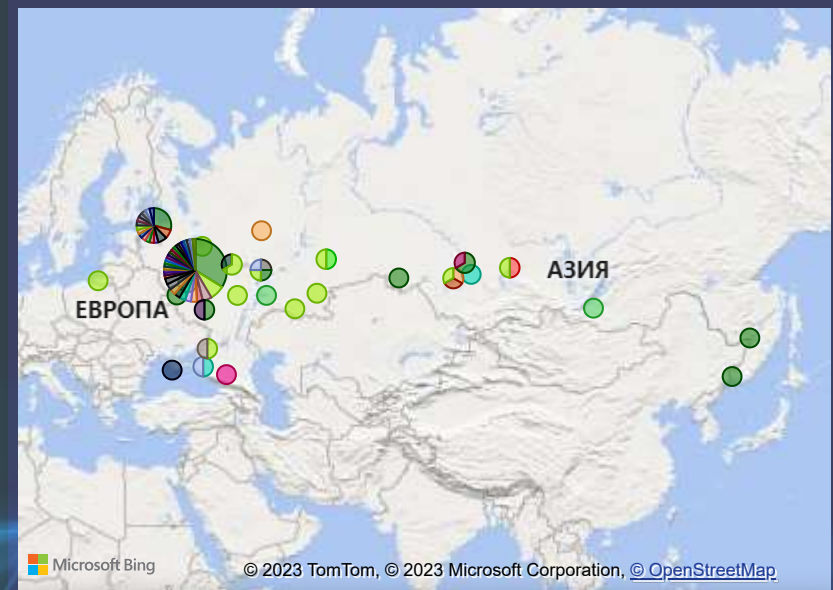 АЗИЯ
ЕВРОПА
Microsoft Bing
© 2023 TomTom, © 2023 Microsoft Corporation, © OpenStreetMap